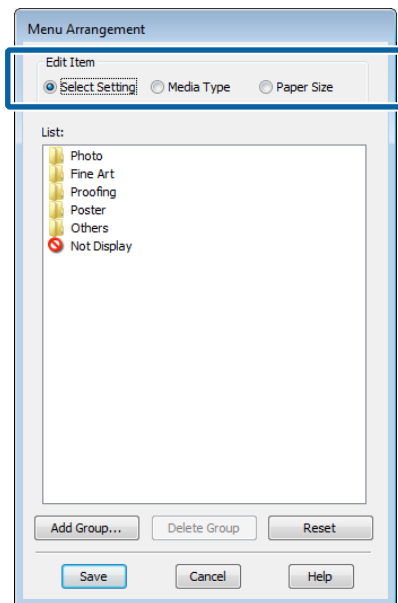 Menu Arrangement
Edit Item
Select Setting Media Type Paper Size
List:
Photo
Fine Art
Proofing
Poster
Others
Not Display
Add Group... Delete Group Reset
Save Cancel Help